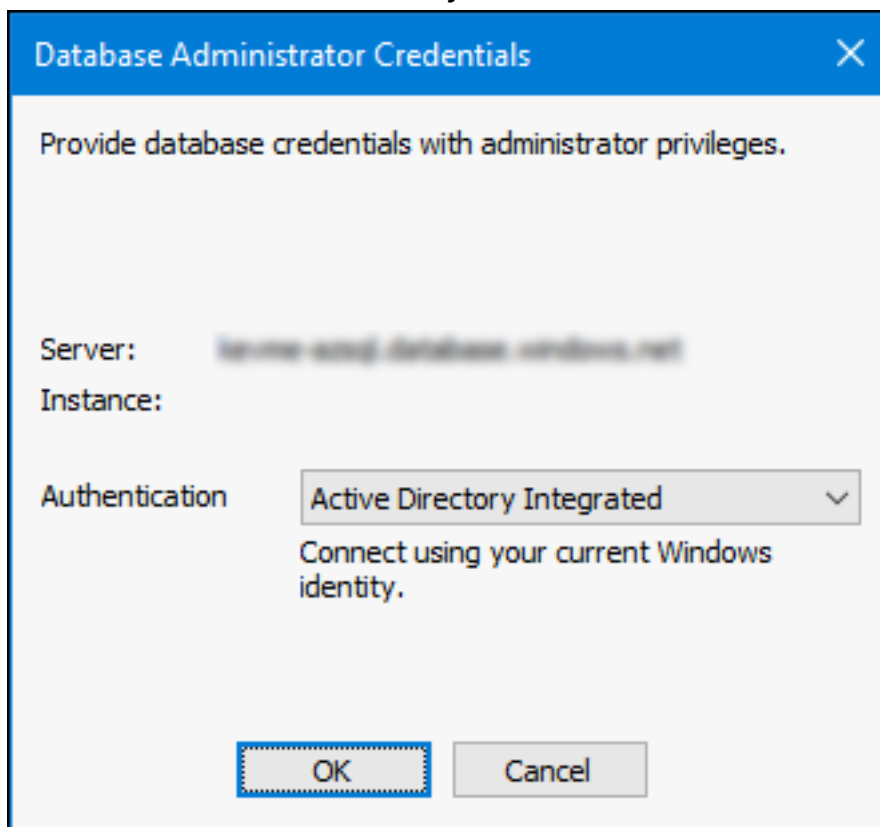 Database Administrator Credentials
Provide database credentials with administrator privileges.
Server:
Instance:
Authentication Active Directory Integrated
Connect using your current Windows
identity.
OK Cancel